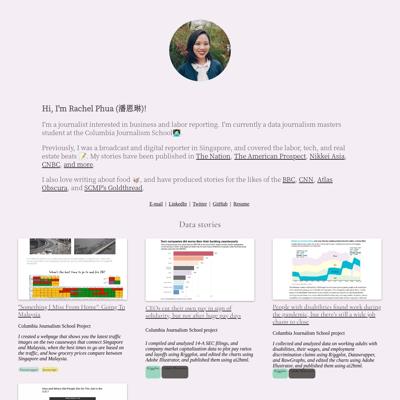 Hi, I'm Rachel Phua (潘恩琳)!
I'm a journalist interested in business and labor reporting. I'm currently a data journalism masters
student at the Columbia Journalism School
Previously, I was a broadcast and digital reporter in Singapore, and covered the labor, tech, and real
estate beats 📝. My stories have been published in The Nation, The American Prospect, Nikkei Asia,
CNBC, and more.
I also love writing about food 🥡, and have produced stories for the likes of the BBC, CNN, Atlas
Obscura, and SCMP's Goldthread.
E-mail | LinkedIn | Twitter | GitHub | Resume
Data stories
"Something I Miss From Home": Going To
Malaysia
Columbia Journalism School Project
I created a webpage that shows you the latest traffic
images on the two causeways that connect Singapore
and Malaysia, when the best times to go are based on
the traffic, and how grocery prices compare between
Singapore and Malaysia.
CEOs cut their own pay in sign of
solidarity, but not after huge pay days
Columbia Journalism School project
I compiled and analyzed 14-A SEC filings, and
company market capitalization data to plot pay ratios
and layoffs using R/ggplot, and edited the charts using
Adobe Illustrator, and published them using ai2html.
People with disabilities found work during
the pandemic, but there's still a wide job
chasm to close
Columbia Journalism School project
I collected and analyzed data on working adults with
disabilities, their wages, and employment
discrimination claims using R/ggplot, Datawrapper,
and RawGraphs, and edited the charts using Adobe
Illustrator, and published them using ai2html.